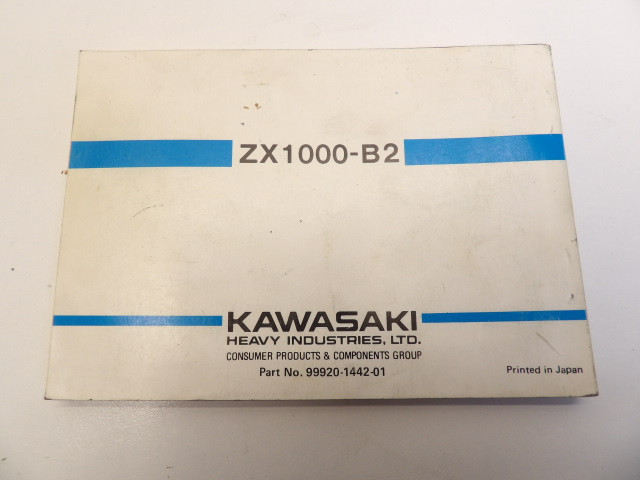 ZX1000-B2
KAWASAKI
HEAVY INDUSTRIES, LTD.
CONSUMER PRODUCTS & COMPONENTS GROUP
Part No. 99920-1442-01
Printed in Japan